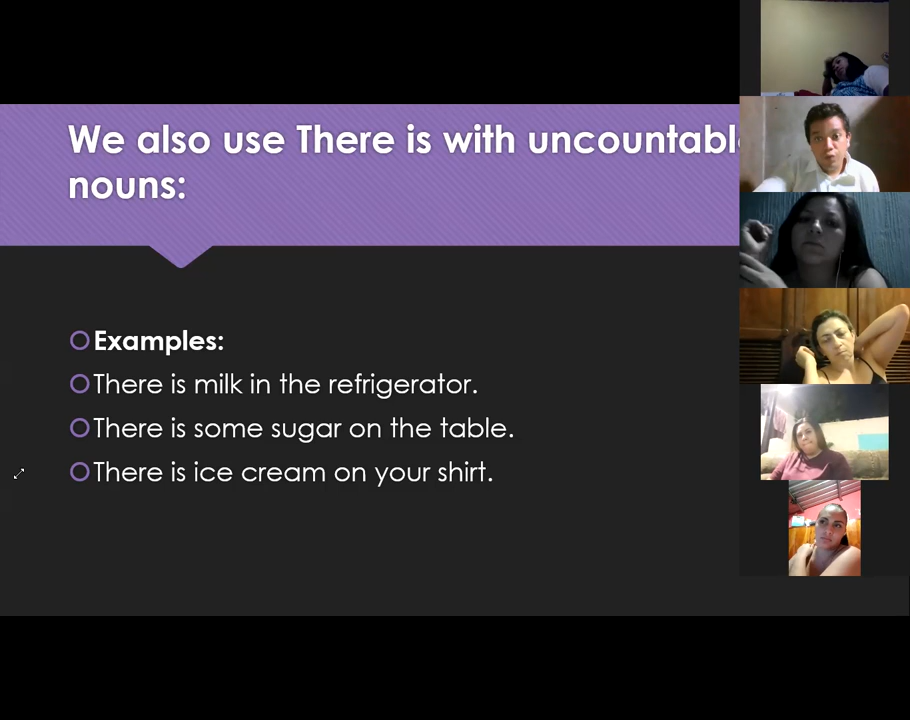 We also use There is with uncountable
nouns:
Examples:
There is milk in the refrigerator.
There is some sugar on the table.
There is ice cream on your shirt.